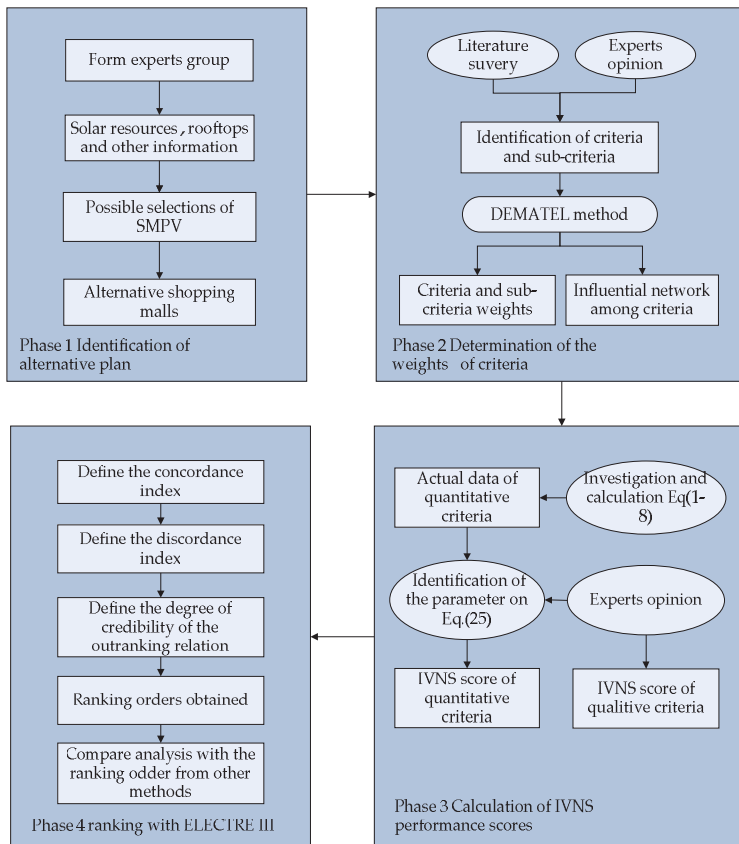 Form experts group
Solar resources, rooftops
and other information
Possible selections of
SMPV
Alternative shopping
malls
Phase 1 Identification of
alternative plan
Literature
suvery
Experts
opinion
Identification of criteria
and sub-criteria
DEMATEL method
Criteria and sub-
criteria weights
Influential network
among criteria
Phase 2 Determination of the
weights of criteria
Actual data of
quantitative
criteria
Investigation and
calculation Eq(1-
8)
Identification of
the parameter on
Eq.(25)
Experts opinion
IVNS score of
quantitative
criteria
IVNS score of
qualitive criteria
Phase 3 Calculation of IVNS
performance scores
Define the concordance
index
Define the discordance
index
Define the degree of
credibility of the
outranking relation
Ranking orders obtained
Compare analysis with the
ranking odder from other
methods
Phase 4 ranking with ELECTRE III